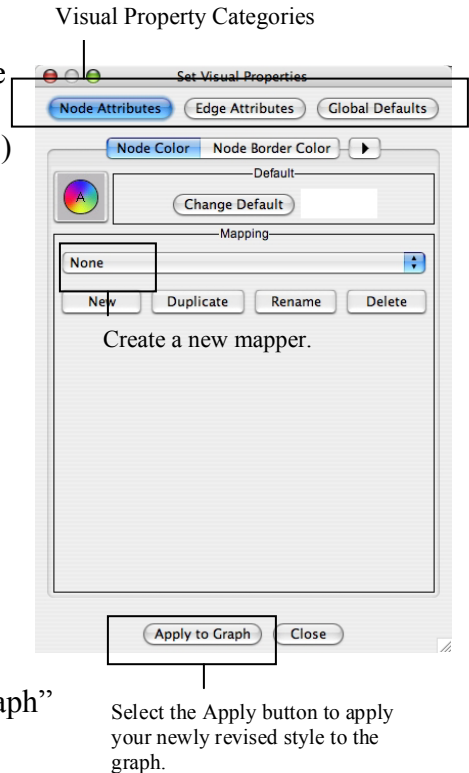 Visual Property Categories
e
Set Visual Properties
Node Attributes Edge Attributes Global Defaults
)
Node Color Node Border Color
Default
A
Change Default
Mapping
None
New Duplicate Rename Delete
Create a new mapper.
Apply to Graph Close
aph”
Select the Apply button to apply
your newly revised style to the
graph.